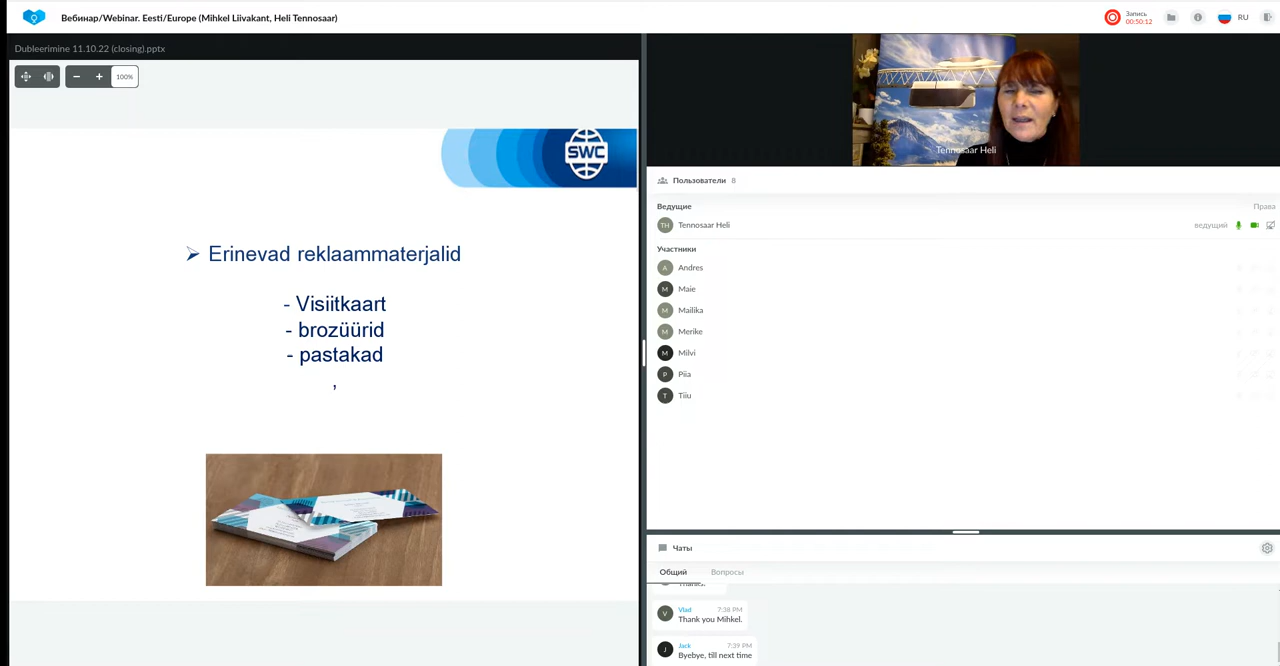 Вебинар/Webinar. Eesti/Europe (Mihkel Liivakant, Heli Tennosaar)
Запись
00:50:12
RU
Dubleerimine 11.10.22 (closing).pptx
100%
SWC
➢ Erinevad reklaammaterjalid
- Visiitkaart
- brozüürid
- pastakad
,
Tennosaar Heli
Пользователи 8
Ведущие
Права
TH Tennosaar Heli
ведущий
Участники
A Andres
M Maie
M Mailika
M Merike
M Milvi
P Piia
T Tiiu
Чаты
Общий
Вопросы
Thanks.
V Vlad 7:38 PM
Thank you Mihkel.
J Jack 7:39 PM
Byebye, till next time